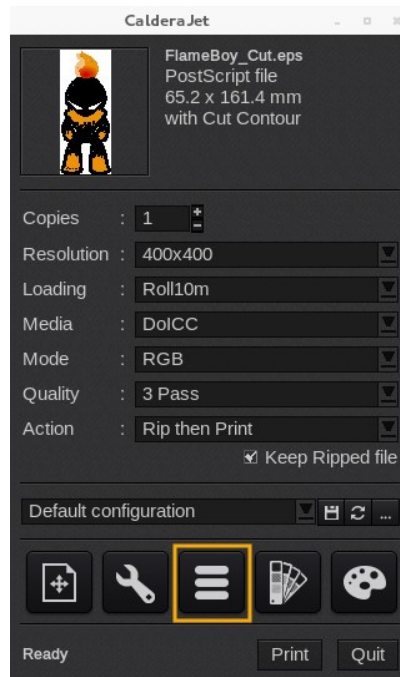 CalderaJet
FlameBoy_Cut.eps
PostScript file
65.2 x 161.4 mm
with Cut Contour
Copies : 1
Resolution : 400x400
Loading : Roll10m
Media : DoICC
Mode : RGB
Quality : 3 Pass
Action : Rip then Print
Keep Ripped file
Default configuration ...
Ready Print Quit